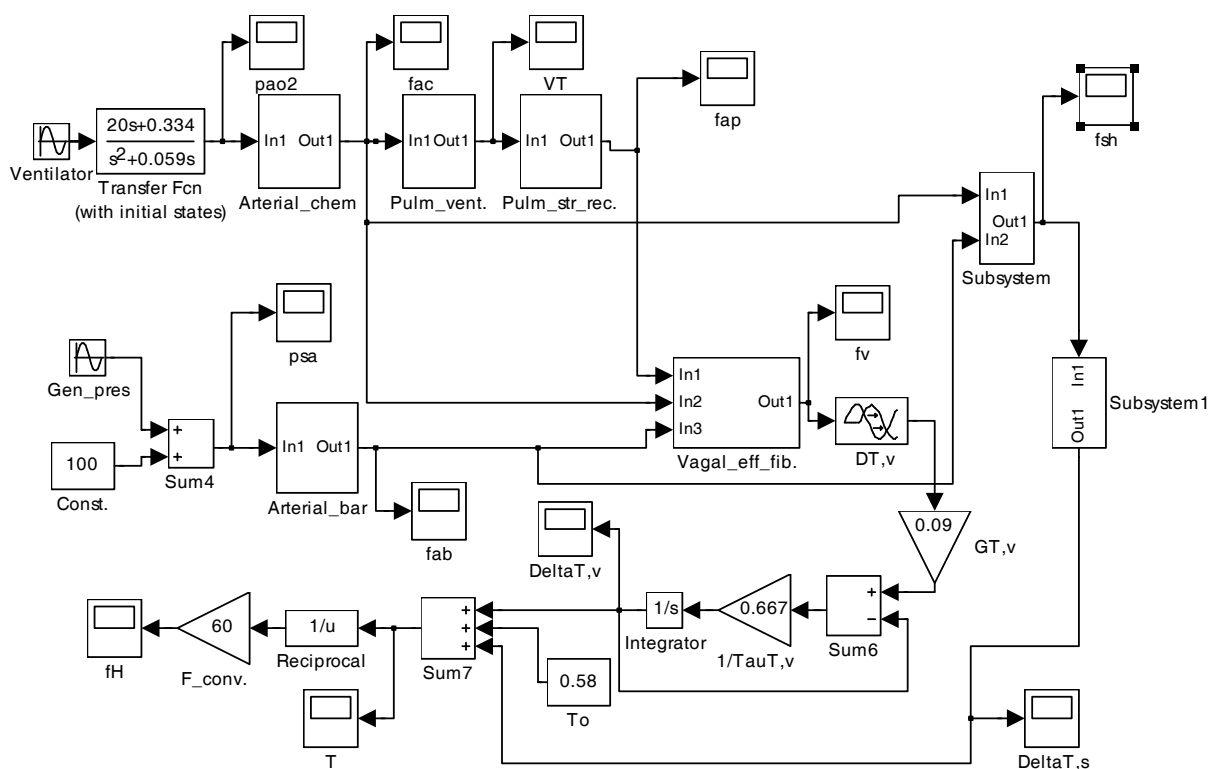 pao2
fac
VT
fap
fsh
Ventilator
20s+0.334
s2+0.059s
Transfer Fcn
(with initial states)
In1 Out1
Arterial_chem
In1 Out1
Pulm_vent.
In1 Out1
Pulm_str_rec.
In1
In2
Out1
Subsystem
psa
fv
Gen_pres
100
Const.
+
+
Sum4
In1 Out1
Arterial_bar
fab
In1
In2
In3
Out1
Vagal_eff_fib.
DT,v
In1
Out1
Subsystem1
0.09
GT,v
DeltaT,v
fH
60
F_conv.
1/u
Reciprocal
T
+
+
+
Sum7
0.58
To
1/s
Integrator
0.667
1/TauT,v
+
−
Sum6
DeltaT,s